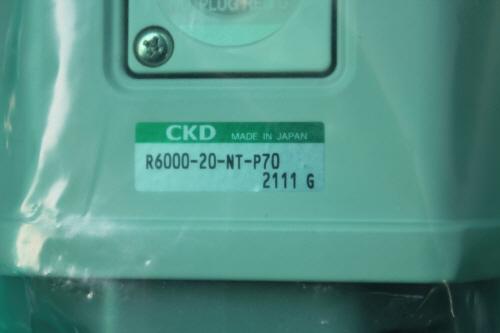 CKD MADE IN JAPAN
R6000-20-NT-P70
2111 G